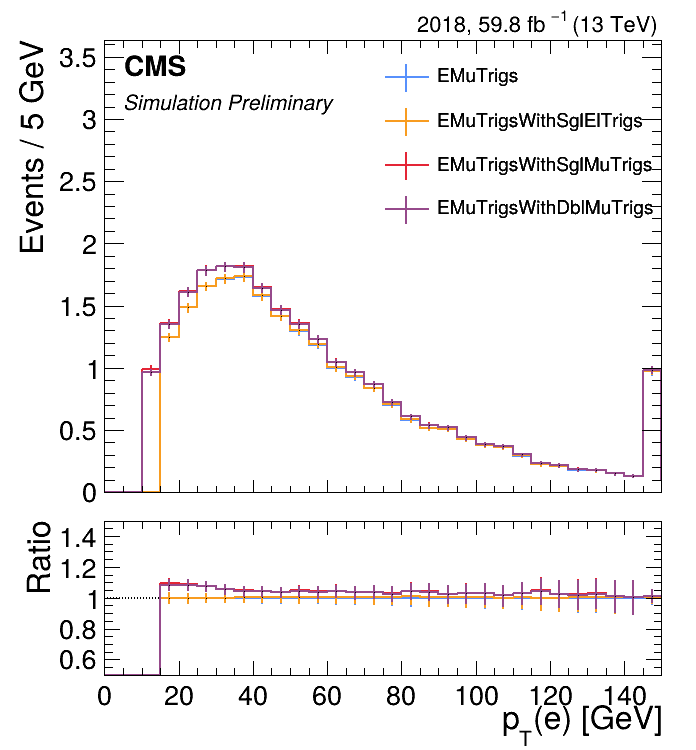 2018, 59.8 fb⁻¹ (13 TeV)
CMS
Simulation Preliminary
EMuTrigs
EMuTrigsWithSglElTrigs
EMuTrigsWithSglMuTrigs
EMuTrigsWithDblMuTrigs
Events / 5 GeV
3.5
3
2.5
2
1.5
1
0.5
0
Ratio
1.4
1.2
1
0.8
0.6
0 20 40 60 80 100 120 140
p_T(e) [GeV]